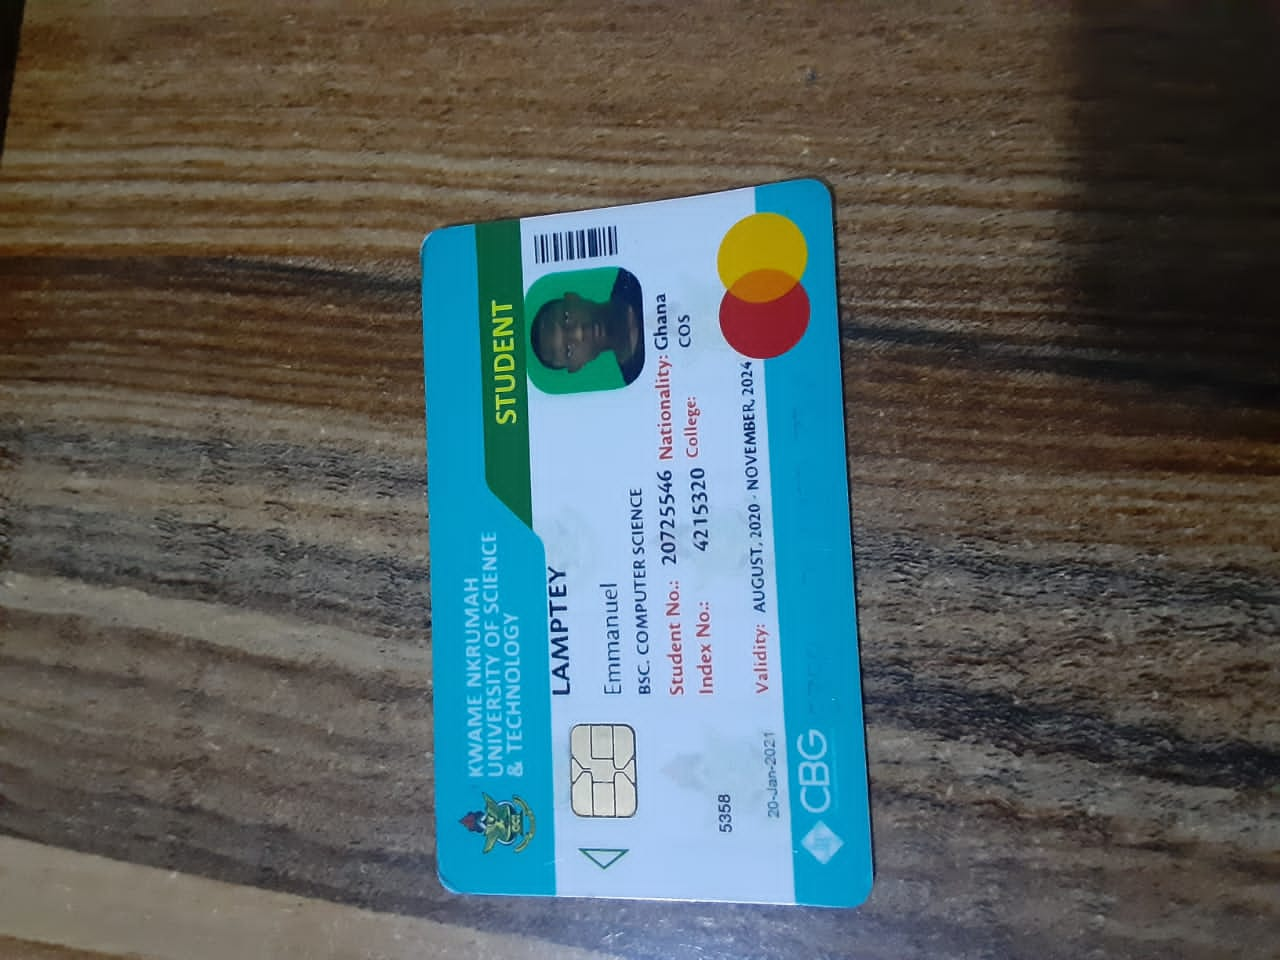 KWAME NKRUMAH
UNIVERSITY OF SCIENCE
& TECHNOLOGY
STUDENT
LAMPTEY
Emmanuel
BSC. COMPUTER SCIENCE
Student No.: 20725546 Nationality: Ghana
Index No.: 4215320 College: COS
5358
Validity: AUGUST, 2020 - NOVEMBER, 2024
20-Jan-2021
CBG